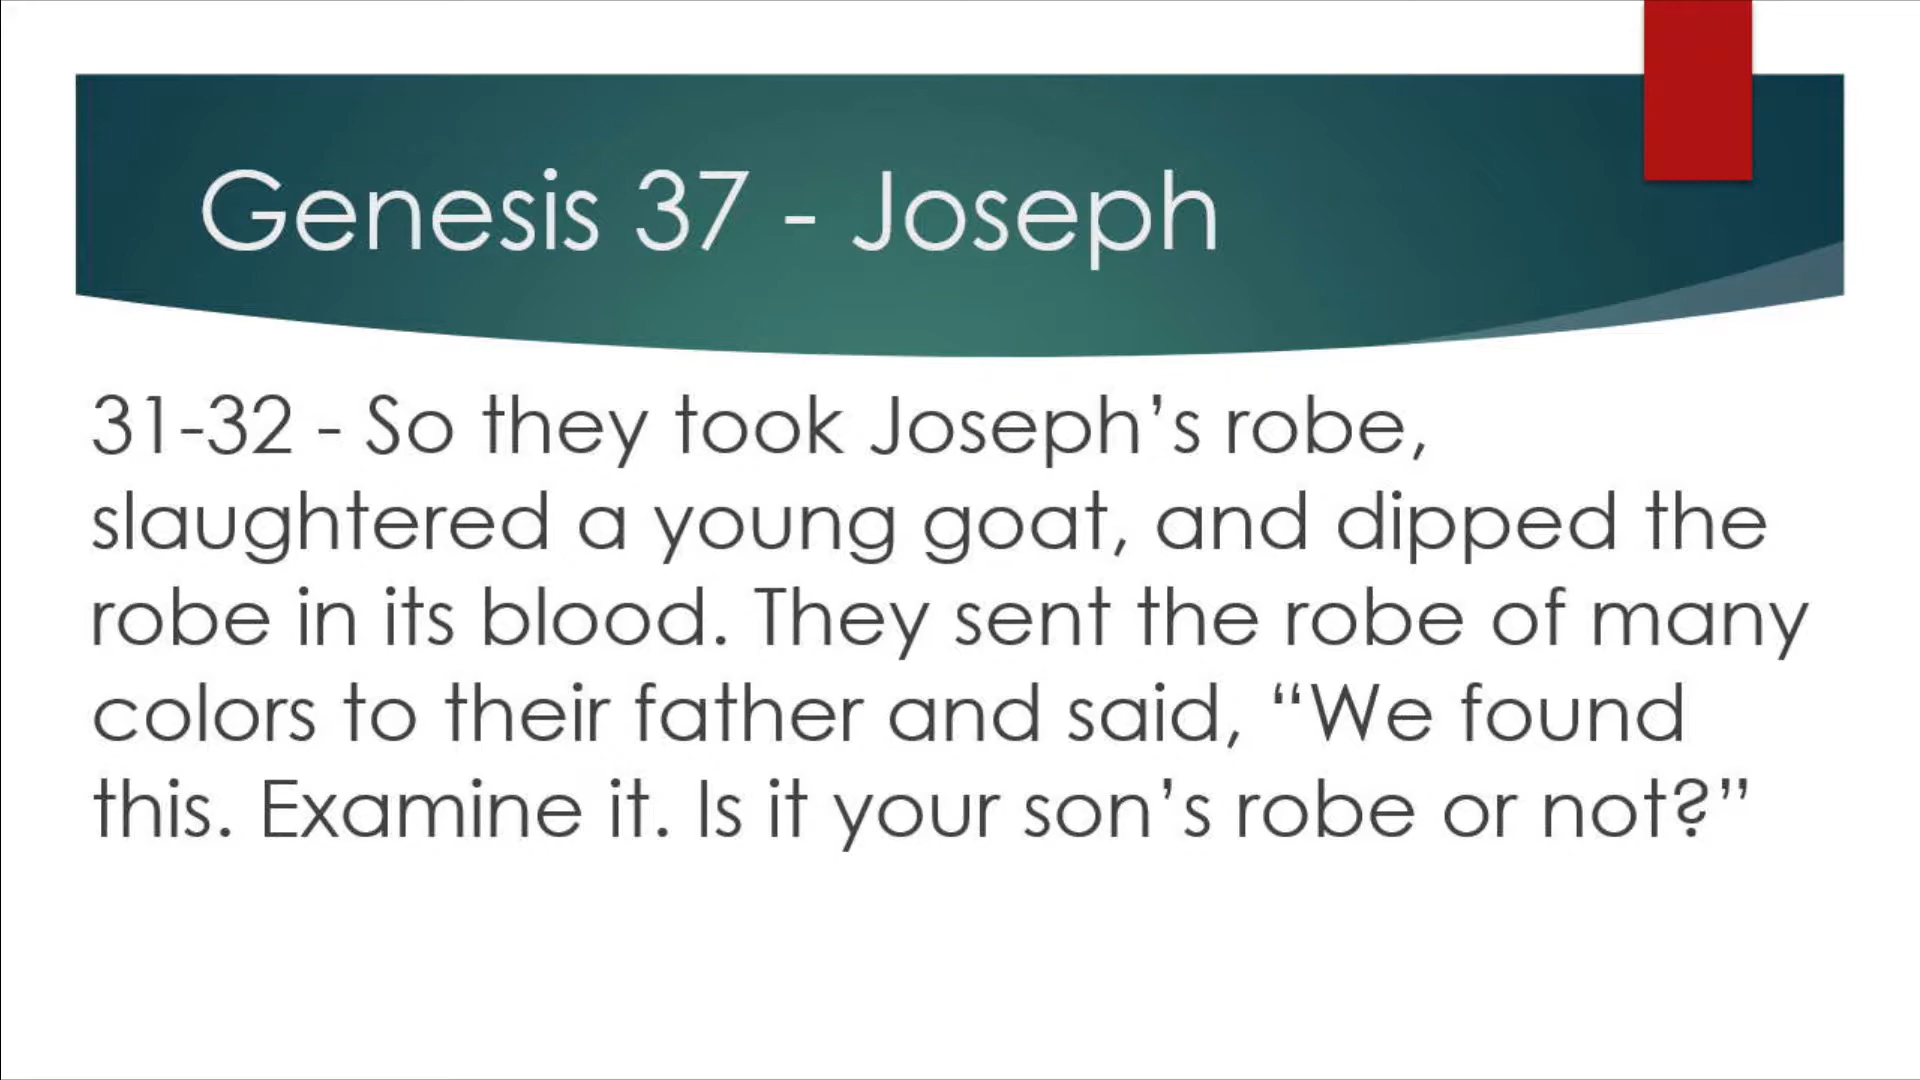 Genesis 37 - Joseph
31-32 - So they took Joseph’s robe,
slaughtered a young goat, and dipped the
robe in its blood. They sent the robe of many
colors to their father and said, “We found
this. Examine it. Is it your son’s robe or not?”